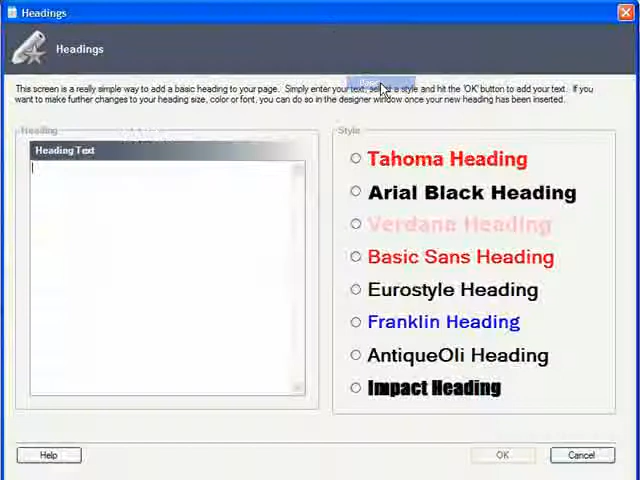 Headings
Headings
This screen is a really simple way to add a basic heading to your page. Simply enter your text, select a style and hit the 'OK' button to add your text. If you
want to make further changes to your heading size, color or font, you can do so in the designer window once your new heading has been inserted.
Heading
Heading Text
Style
Tahoma Heading
Arial Black Heading
Verdana Heading
Basic Sans Heading
Eurostyle Heading
Franklin Heading
AntiqueOli Heading
Impact Heading
Help
OK
Cancel